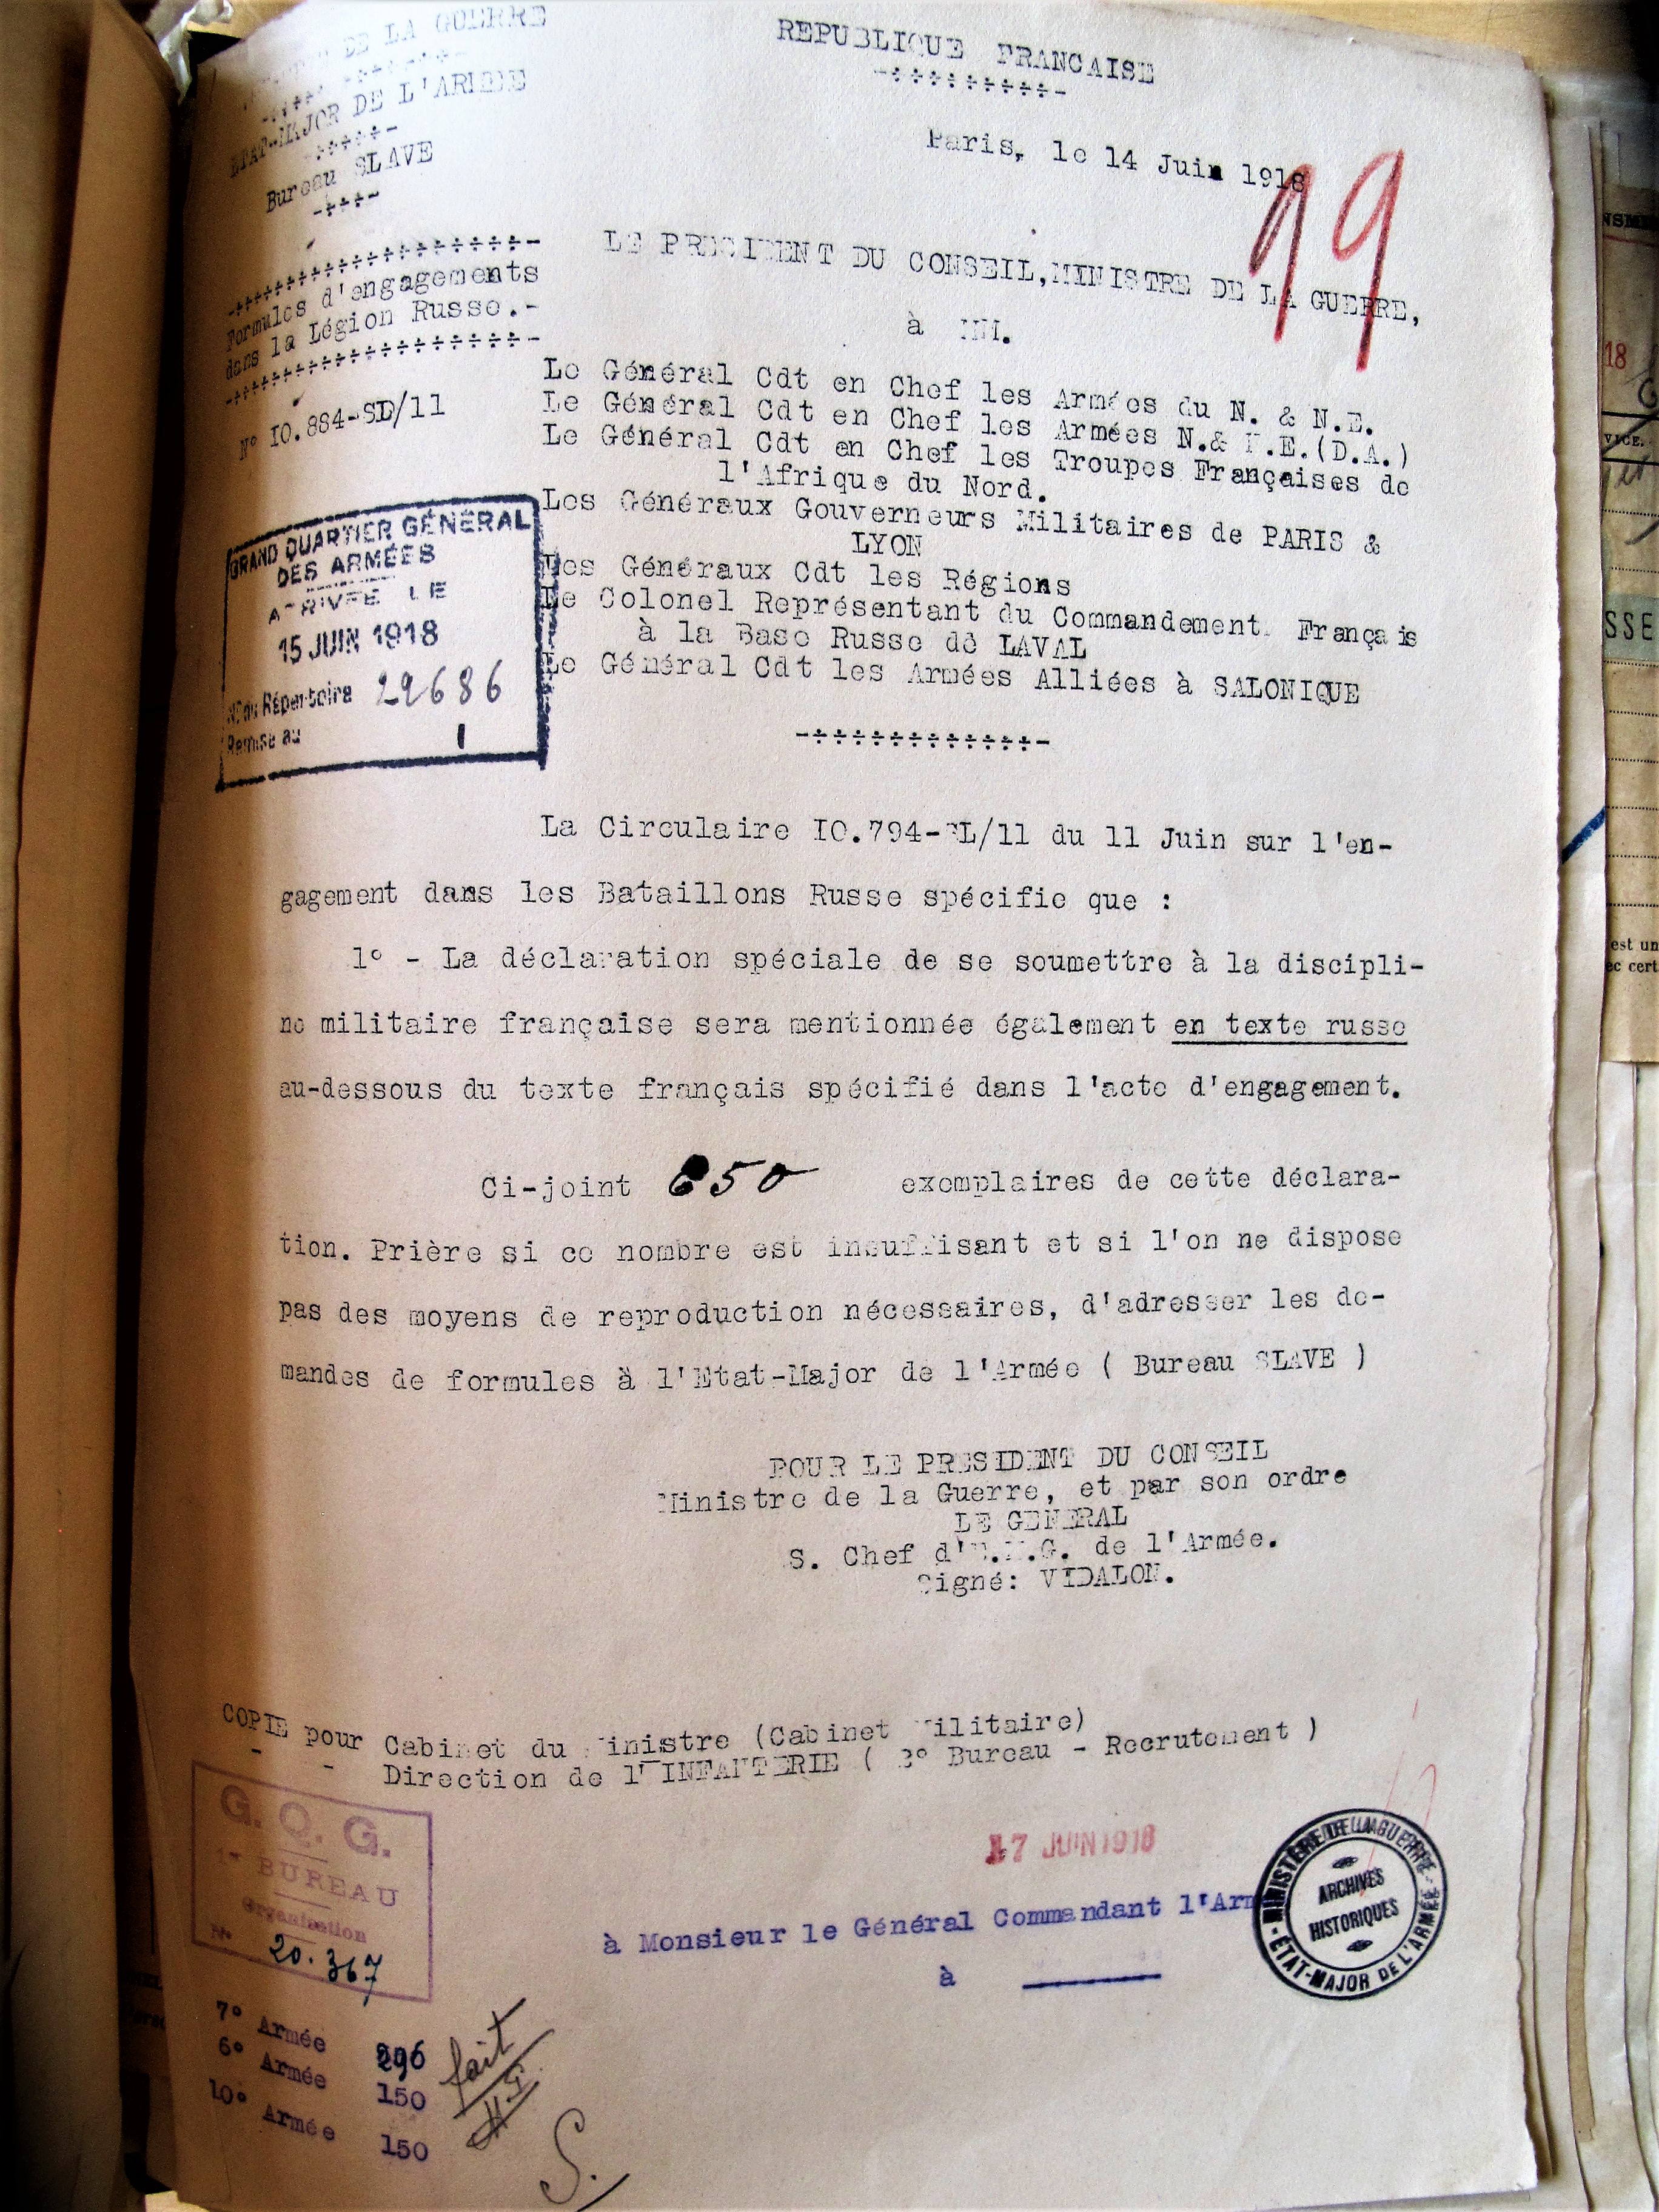 DE LA GUERRE
-÷÷÷÷÷÷-
ETAT-MAJOR DE L'ARMEE
-÷÷÷÷÷-
Bureau SLAVE
-÷÷÷-
REPUBLIQUE FRANCAISE
-÷÷÷÷÷÷÷÷÷-
Paris, le 14 Juin 1918
99
-÷÷÷÷÷÷÷÷÷÷÷÷÷÷÷÷÷÷-
Formules d'engagements
dans la Légion Russe.-
-÷÷÷÷÷÷÷÷÷÷÷÷÷÷÷÷÷÷-
N° I0.884-SD/11
LE PRESIDENT DU CONSEIL,MINISTRE DE LA GUERRE,
à MM.
Le Général Cdt en Chef les Armées du N. & N.E.
Le Général Cdt en Chef les Armées N.& N.E.(D.A.)
Le Général Cdt en Chef les Troupes Françaises de
l'Afrique du Nord.
Les Généraux Gouverneurs Militaires de PARIS &
LYON
Les Généraux Cdt les Régions
Le Colonel Représentant du Commandement Français
à la Base Russe de LAVAL
Le Général Cdt les Armées Alliées à SALONIQUE
-÷÷÷÷÷÷÷÷÷÷÷÷÷-
GRAND QUARTIER GÉNÉRAL
DES ARMÉES
ARRIVÉE LE
15 JUIN 1918
N° du Répertoire 29686
Remise au 1
La Circulaire I0.794-SL/11 du 11 Juin sur l'en-
gagement dans les Bataillons Russe spécifie que :
1° - La déclaration spéciale de se soumettre à la discipli-
ne militaire française sera mentionnée également en texte russe
au-dessous du texte français spécifié dans l'acte d'engagement.
Ci-joint 650 exemplaires de cette déclara-
tion. Prière si ce nombre est insuffisant et si l'on ne dispose
pas des moyens de reproduction nécessaires, d'adresser les de-
mandes de formules à l'Etat-Major de l'Armée ( Bureau SLAVE )
POUR LE PRESIDENT DU CONSEIL
Ministre de la Guerre, et par son ordre
LE GENERAL
S. Chef d'E.M.G. de l'Armée.
Signé: VIDALON.
COPIE pour Cabinet du Ministre (Cabinet Militaire)
- - Direction de l'INFANTERIE ( 3° Bureau - Recrutement )
G. Q. G.
1er BUREAU
Organisation
N° 20.367
17 JUIN 1918
à Monsieur le Général Commandant l'Arm
à
MINISTÈRE DE LA GUERRE - ÉTAT-MAJOR DE L'ARMÉE -
ARCHIVES
HISTORIQUES
7° Armée
6° Armée 150
10° Armée 150
fait
S.